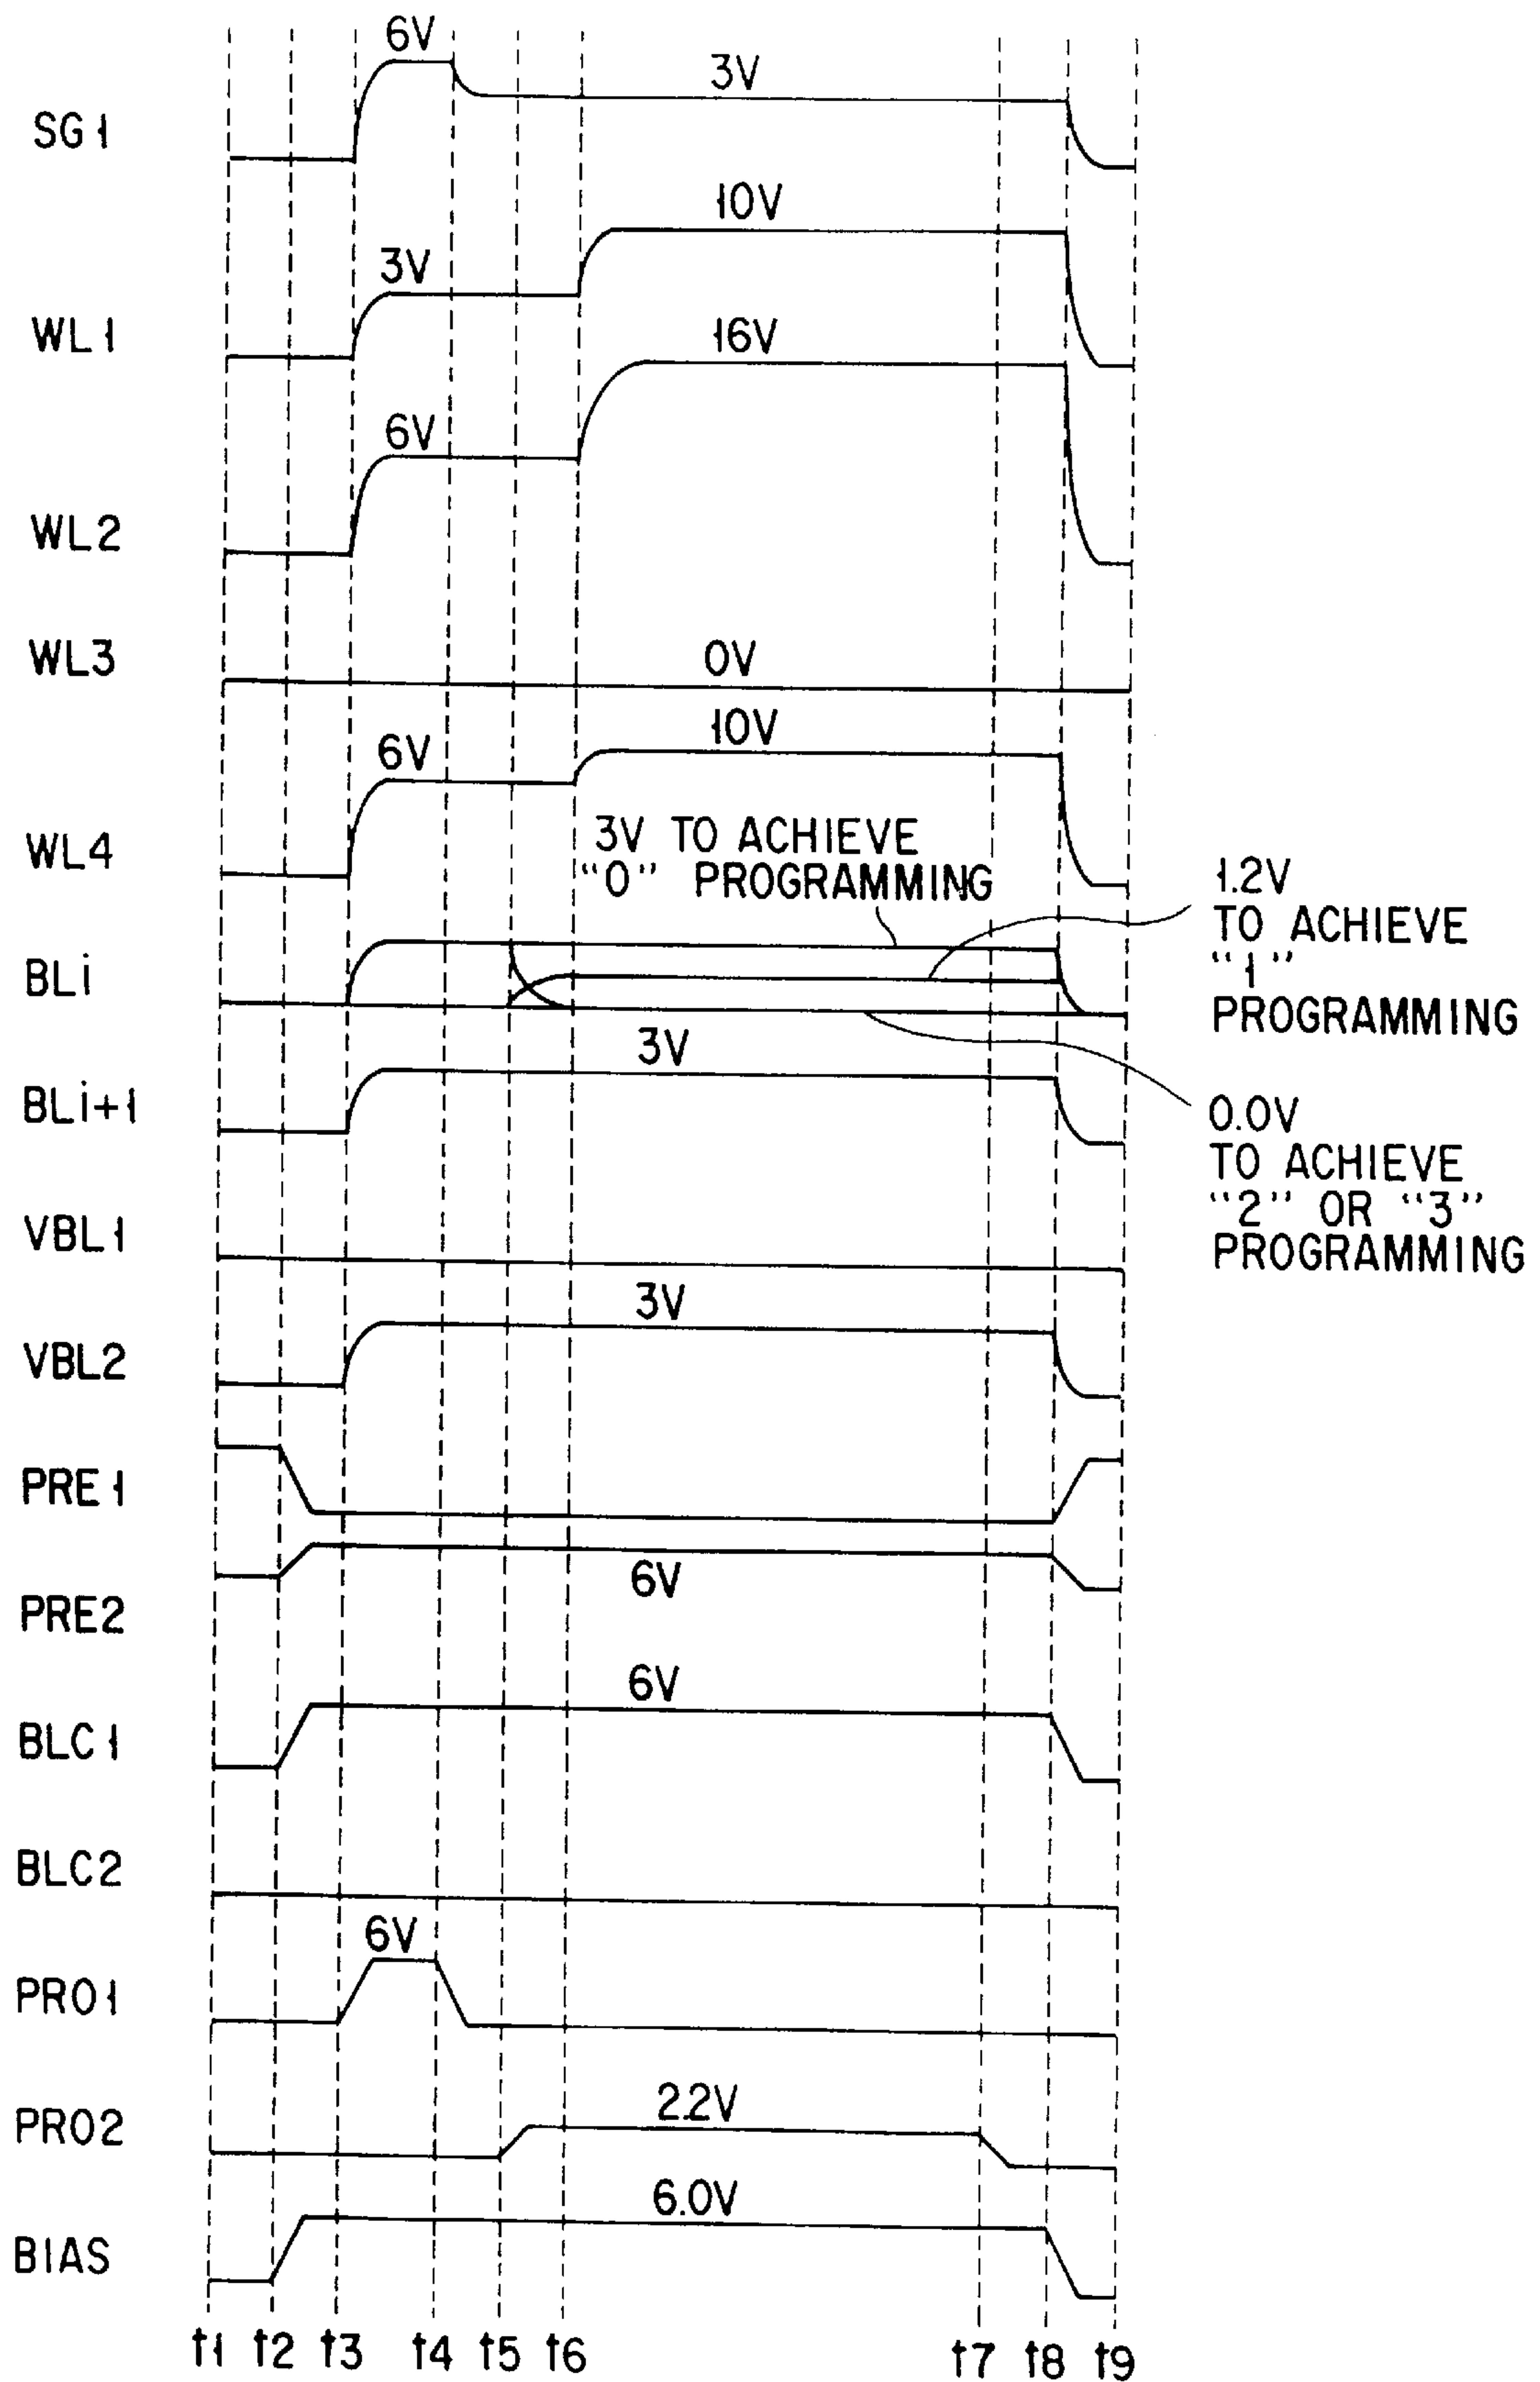 6V
3V
SG1
10V
3V
WL1
16V
6V
WL2
WL3
0V
10V
6V
WL4
3V TO ACHIEVE
"0" PROGRAMMING
1.2V
TO ACHIEVE
"1"
PROGRAMMING
BLi
3V
BLi+1
0.0V
TO ACHIEVE
"2" OR "3"
PROGRAMMING
VBL1
3V
VBL2
PRE1
6V
PRE2
6V
BLC1
BLC2
6V
PRO1
2.2V
PRO2
6.0V
BIAS
t1 t2 t3 t4 t5 t6 t7 t8 t9